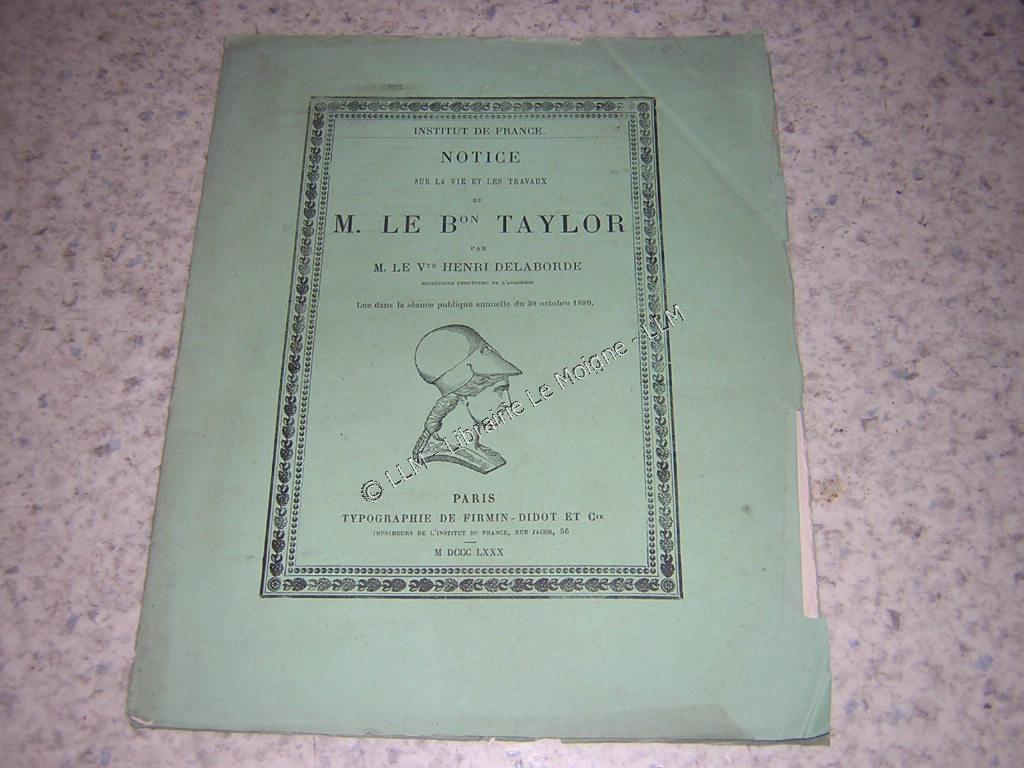 INSTITUT DE FRANCE.
NOTICE
SUR LA VIE ET LES TRAVAUX
DE
M. LE BON TAYLOR
PAR
M. LE VTE HENRI DELABORDE
SECRÉTAIRE PERPÉTUEL DE L'ACADÉMIE
Lue dans la séance publique annuelle du 30 octobre 1880.
© LLM - Librairie Le Moigne - LLM
PARIS
TYPOGRAPHIE DE FIRMIN-DIDOT ET CIE
IMPRIMEURS DE L'INSTITUT DE FRANCE, RUE JACOB, 56
M DCCC LXXX